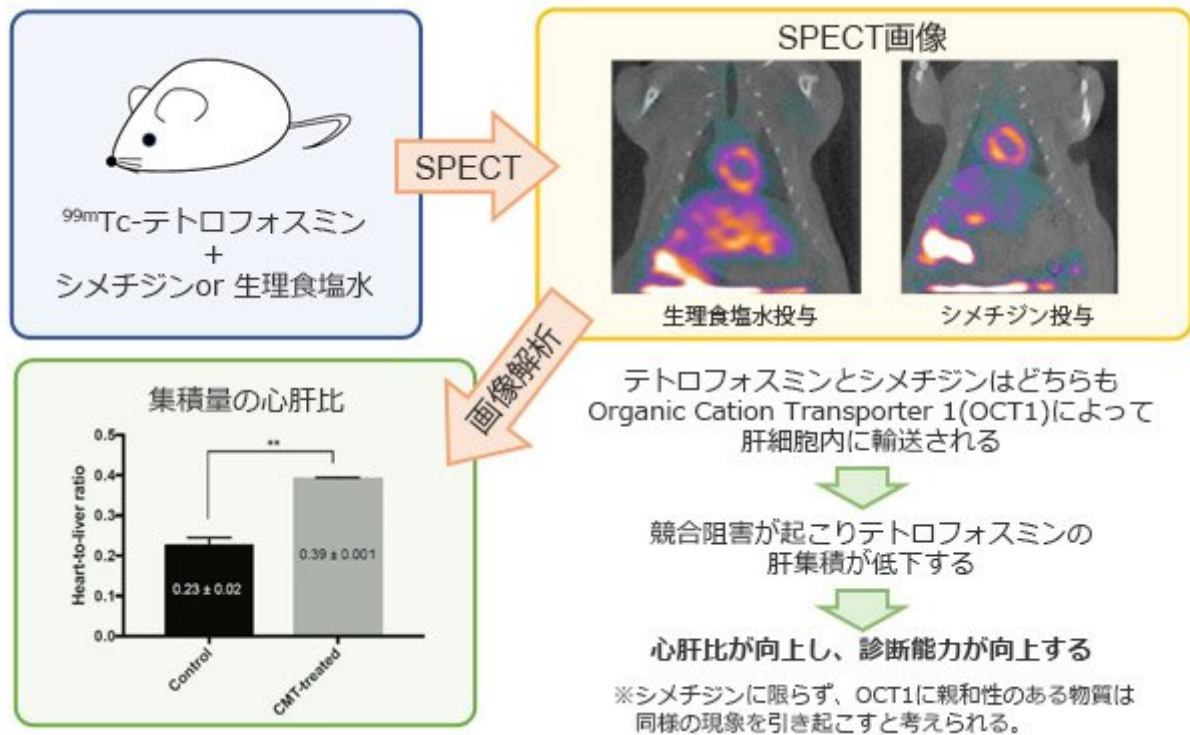 99mTc-テトロフォスミン
+
シメチジンor 生理食塩水
SPECT
SPECT画像
生理食塩水投与
シメチジン投与
画像解析
集積量の心肝比
Heart-to-liver ratio
0.5
0.4
0.3
0.2
0.1
0.0
**
0.23 ± 0.02
0.39 ± 0.001
Control
CMT-treated
テトロフォスミンとシメチジンはどちらも
Organic Cation Transporter 1(OCT1)によって
肝細胞内に輸送される
競合阻害が起こりテトロフォスミンの
肝集積が低下する
心肝比が向上し、診断能力が向上する
※シメチジンに限らず、OCT1に親和性のある物質は
同様の現象を引き起こすと考えられる。